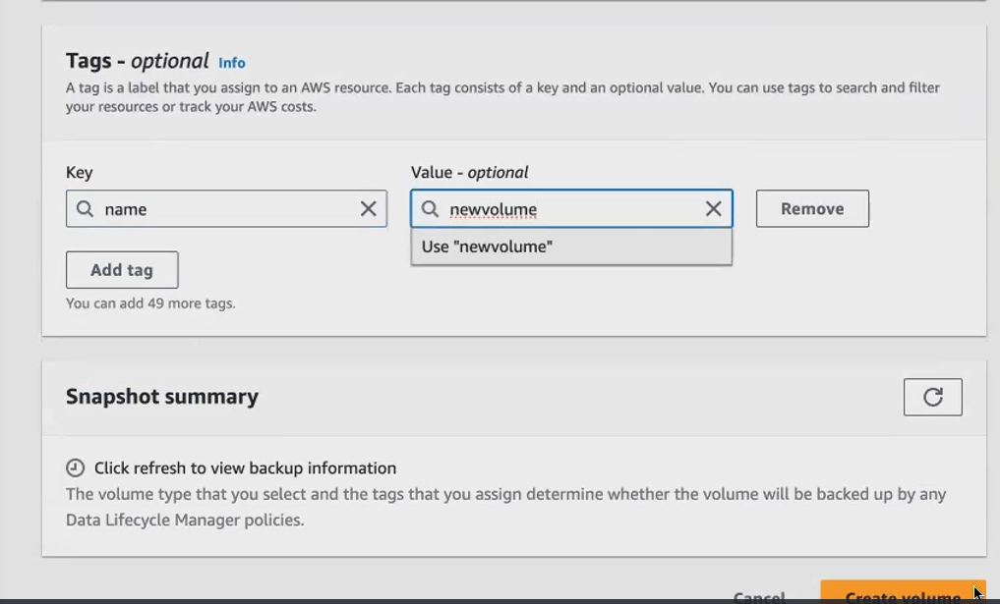 Tags - optional Info
A tag is a label that you assign to an AWS resource. Each tag consists of a key and an optional value. You can use tags to search and filter
your resources or track your AWS costs.
Key
Value - optional
name
newvolume
Remove
Use "newvolume"
Add tag
You can add 49 more tags.
Snapshot summary
Click refresh to view backup information
The volume type that you select and the tags that you assign determine whether the volume will be backed up by any
Data Lifecycle Manager policies.
Cancel
Create volume